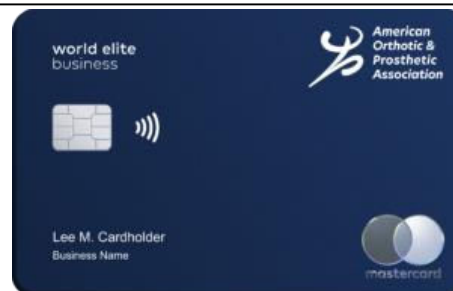 world elite
business
American
Orthotic &
Prosthetic
Association
Lee M. Cardholder
Business Name
mastercard